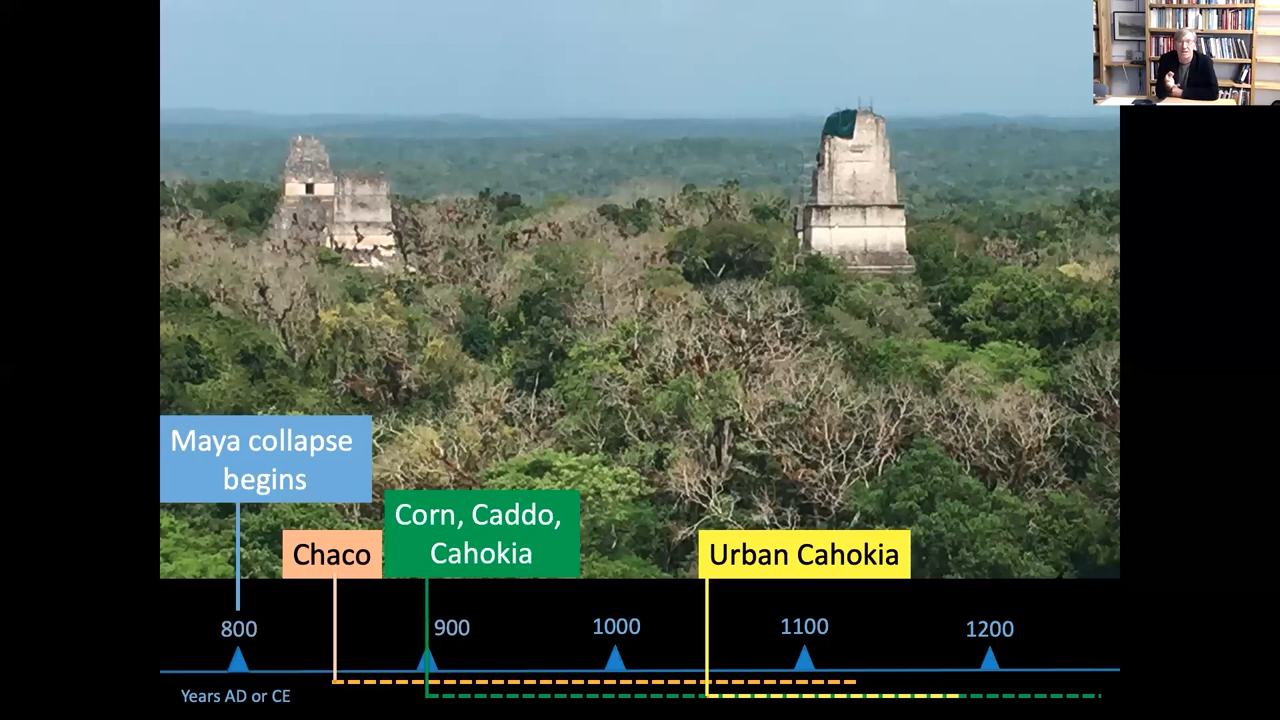 Maya collapse
begins
Chaco
Corn, Caddo,
Cahokia
Urban Cahokia
800
900
1000
1100
1200
Years AD or CE